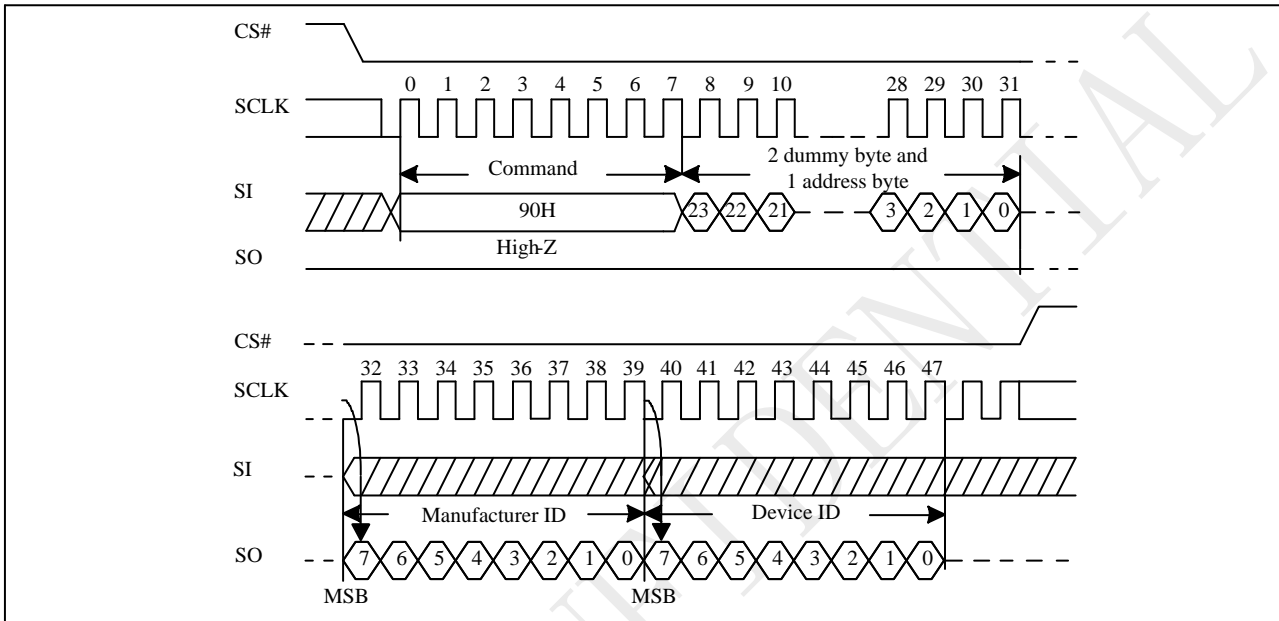 CS#
0 1 2 3 4 5 6 7 8 9 10 28 29 30 31
SCLK
Command
2 dummy byte and
1 address byte
SI
90H
23 22 21 3 2 1 0
High-Z
SO
CS#
32 33 34 35 36 37 38 39 40 41 42 43 44 45 46 47
SCLK
SI
Manufacturer ID
Device ID
SO
7 6 5 4 3 2 1 0 7 6 5 4 3 2 1 0
MSB
MSB